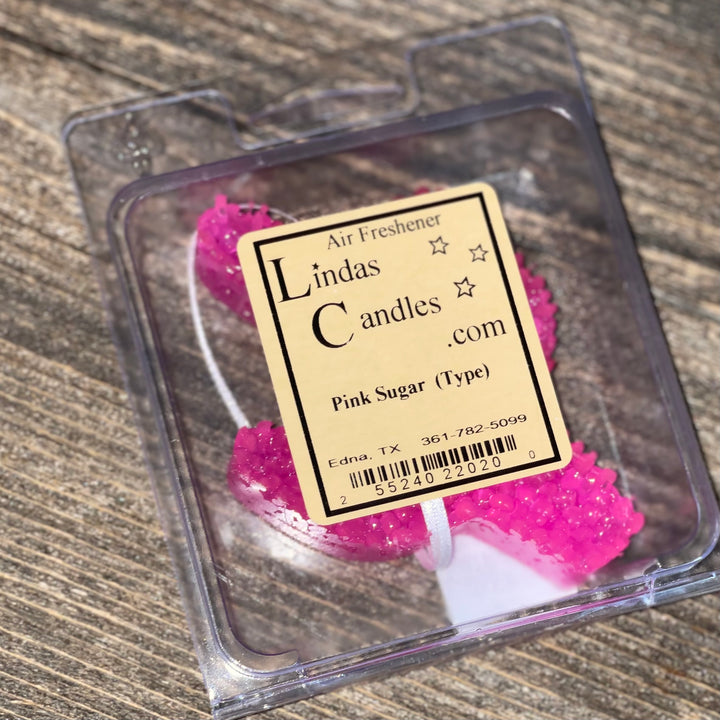 Air Freshener
Lindas
Candles
.com
Pink Sugar (Type)
Edna, TX 361-782-5099
2 55240 22020 0